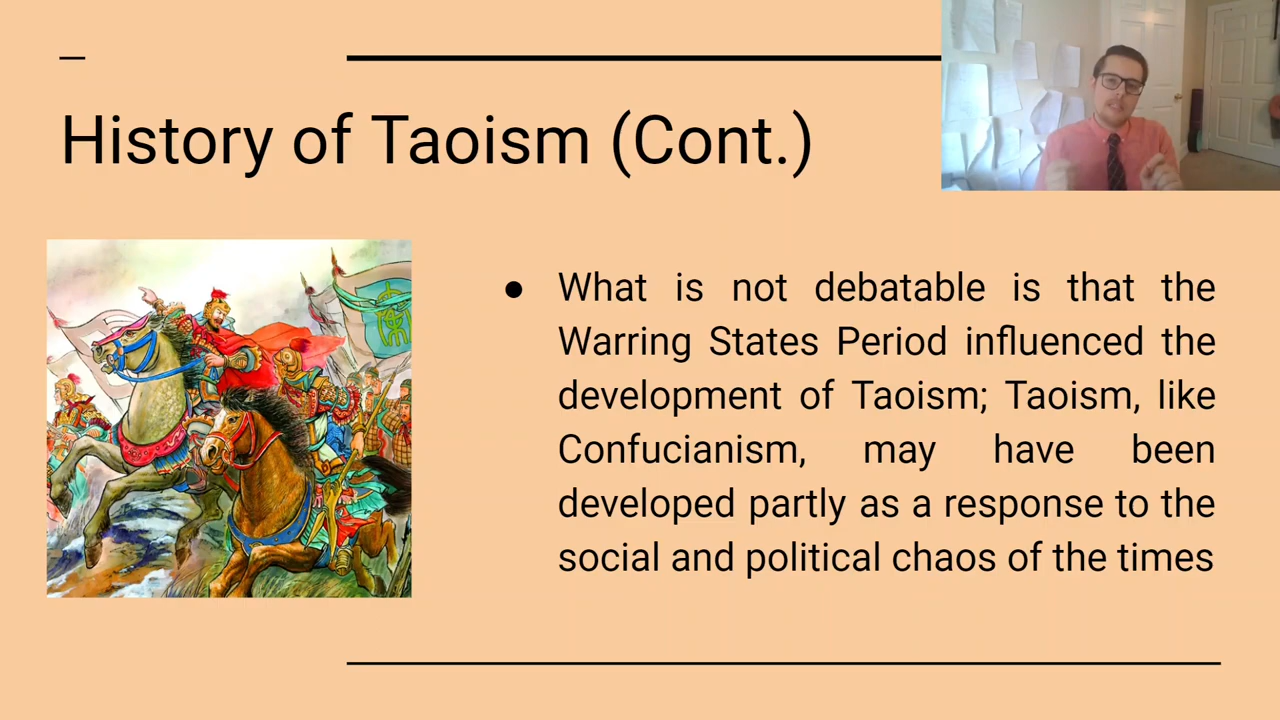 History of Taoism (Cont.)
● What is not debatable is that the
Warring States Period influenced the
development of Taoism; Taoism, like
Confucianism, may have been
developed partly as a response to the
social and political chaos of the times